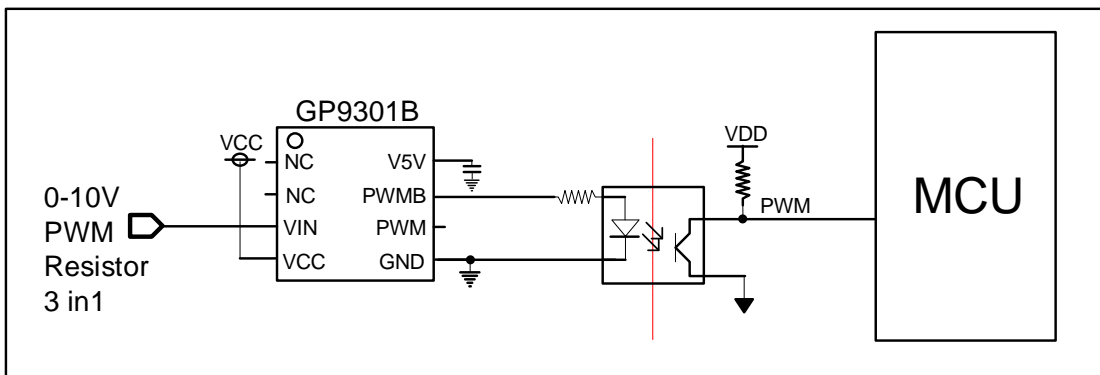 GP9301B
VCC
NC
NC
VIN
VCC
V5V
PWMB
PWM
GND
0-10V
PWM
Resistor
3 in1
VDD
PWM
MCU